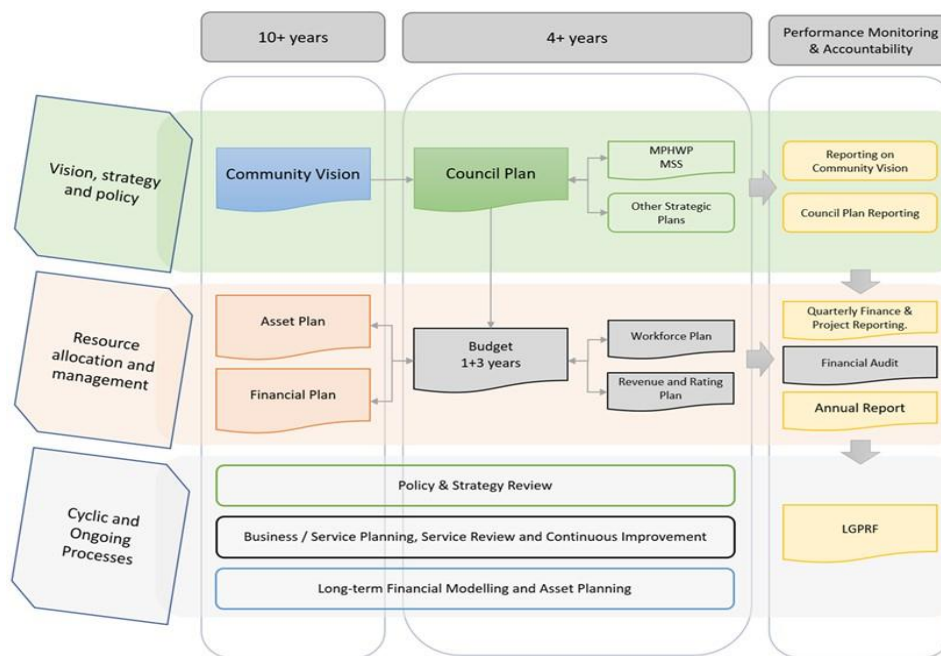 10+ years
4+ years
Performance Monitoring
& Accountability
Vision, strategy
and policy
Community Vision
Council Plan
MPHWP
MSS
Other Strategic
Plans
Reporting on
Community Vision
Council Plan Reporting
Resource
allocation and
management
Asset Plan
Financial Plan
Budget
1+3 years
Workforce Plan
Revenue and Rating
Plan
Quarterly Finance &
Project Reporting.
Financial Audit
Annual Report
Cyclic and
Ongoing
Processes
Policy & Strategy Review
Business / Service Planning, Service Review and Continuous Improvement
Long-term Financial Modelling and Asset Planning
LGPRF